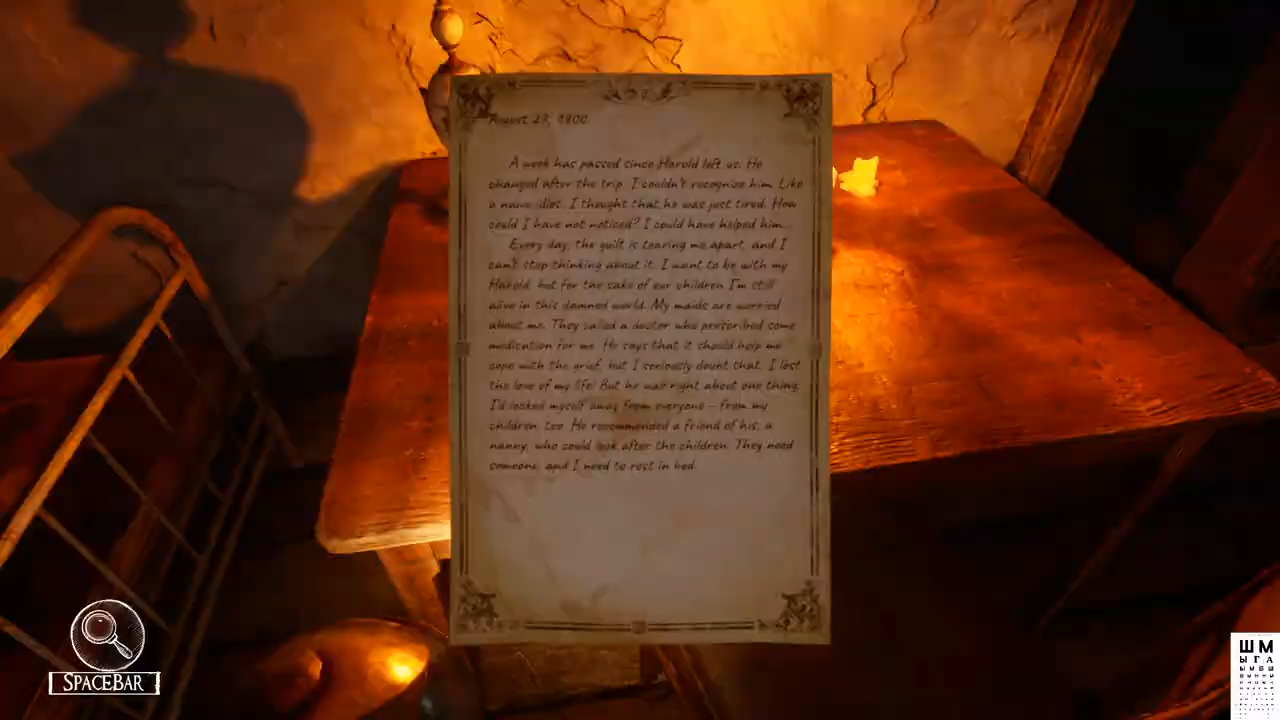 August 27, 1800
A week has passed since Harold left us. He
changed after the trip. I couldn't recognize him. Like
a naive idiot, I thought that he was just tired. How
could I have not noticed? I could have helped him...
Every day, the guilt is tearing me apart, and I
can't stop thinking about it. I want to be with my
Harold, but for the sake of our children I'm still
alive in this damned world. My maids are worried
about me. They called a doctor who prescribed some
medication for me. He says that it should help me
cope with the grief, but I seriously doubt that. I lost
the love of my life! But he was right about one thing:
I'd locked myself away from everyone – from my
children, too. He recommended a friend of his, a
nanny, who could look after the children. They need
someone, and I need to rest in bed.
SPACEBAR
Ш М
Ы Г А